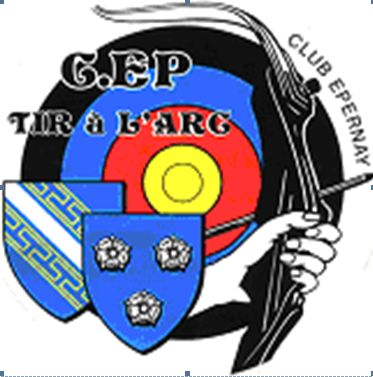 G.EP
TIR à L'ARC
CLUB EPERNAY